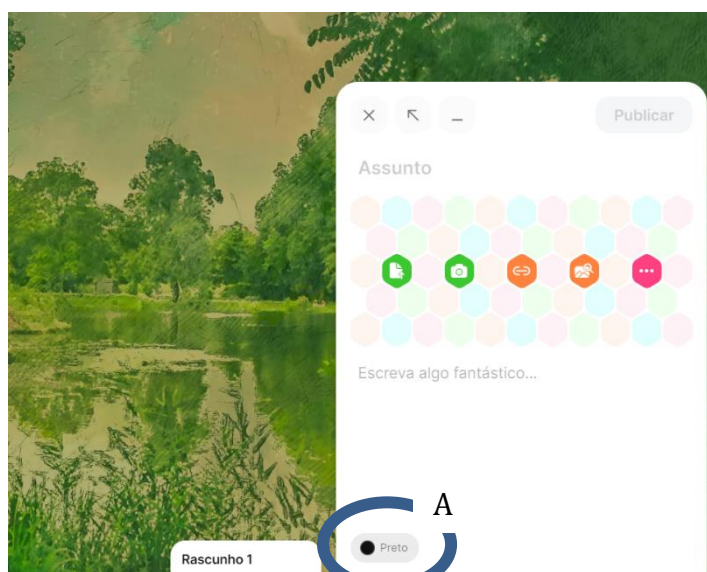 Publicar
Assunto
Escreva algo fantástico...
A
Preto
Rascunho 1